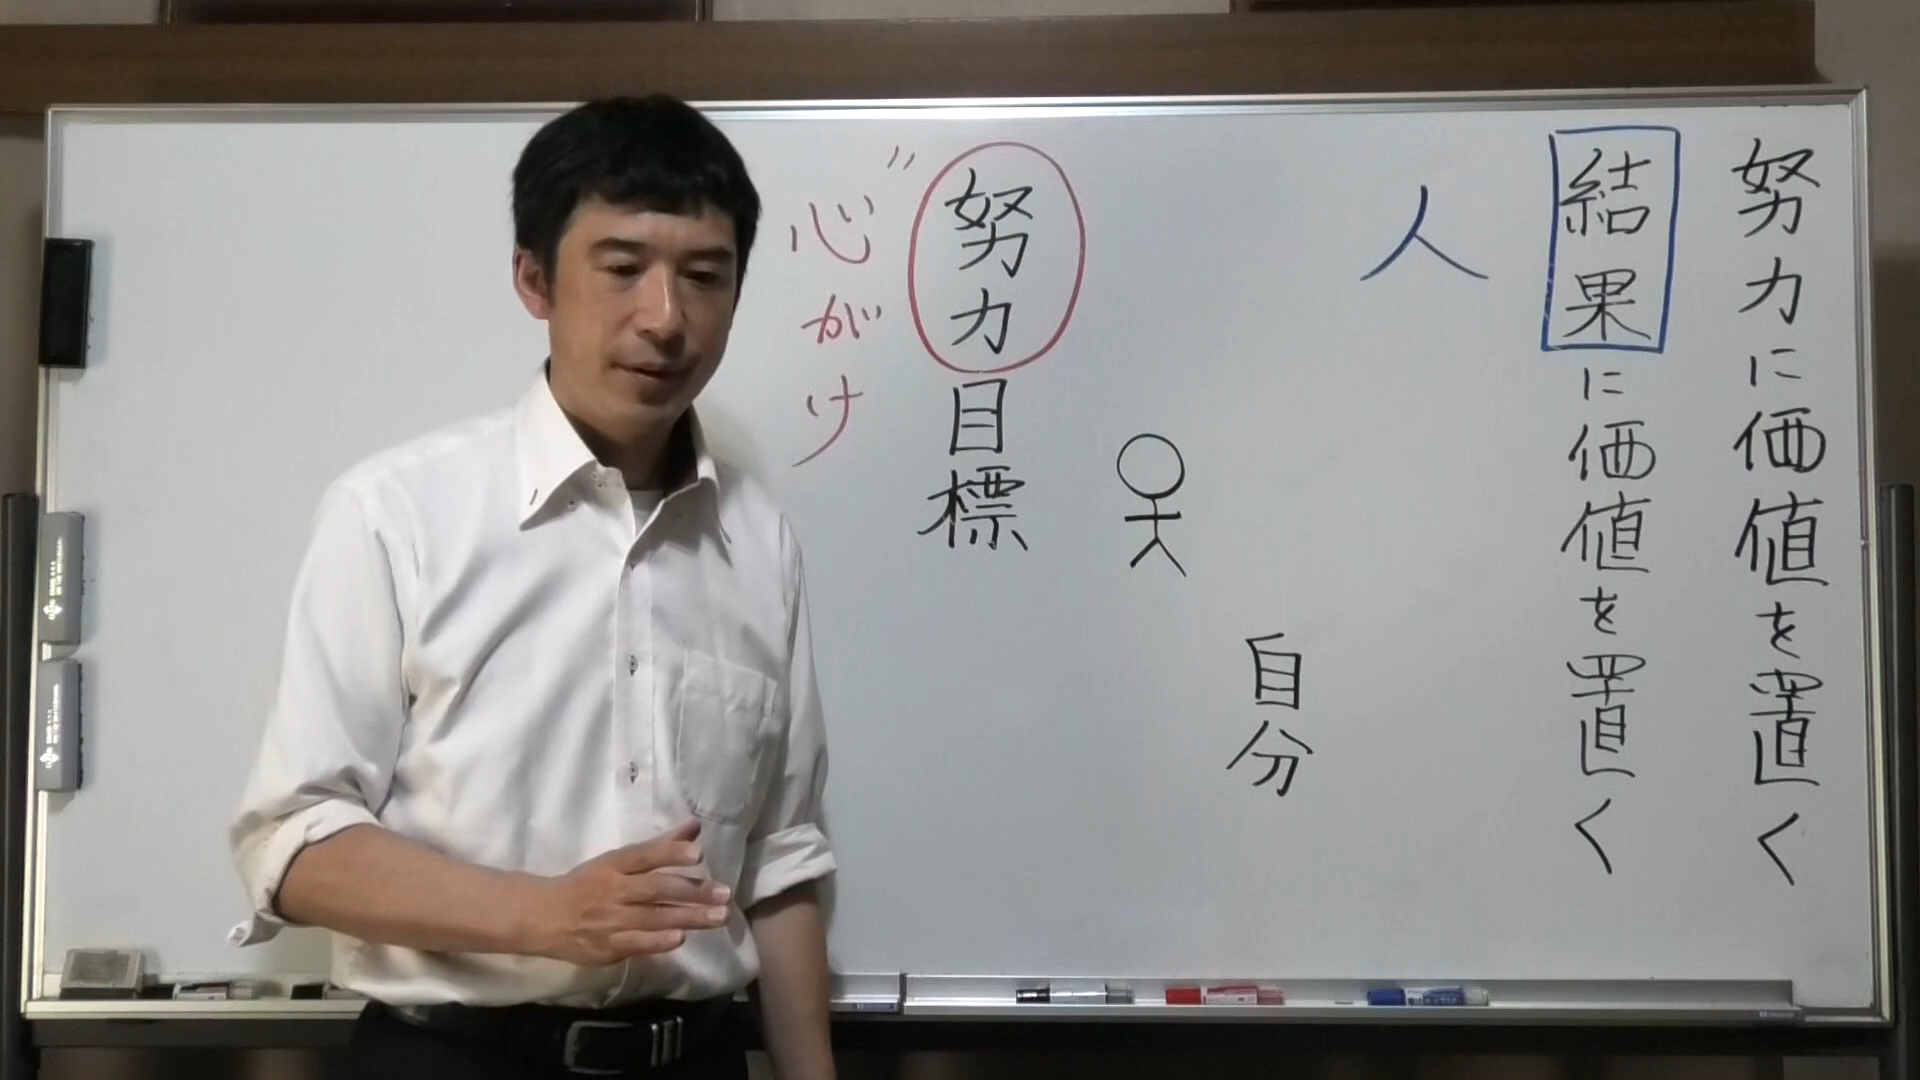 努力に価値を置く
結果に価値を置く
人
自分
努力目標
〃
心がけ